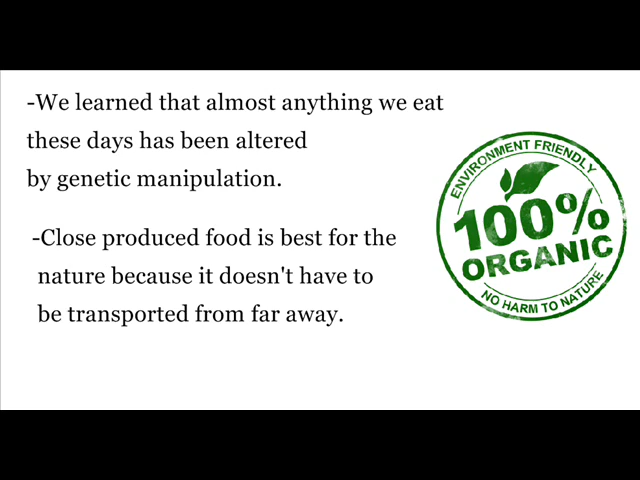 -We learned that almost anything we eat
these days has been altered
by genetic manipulation.
-Close produced food is best for the
nature because it doesn't have to
be transported from far away.
ENVIRONMENT FRIENDLY
100%
ORGANIC
NO HARM TO NATURE